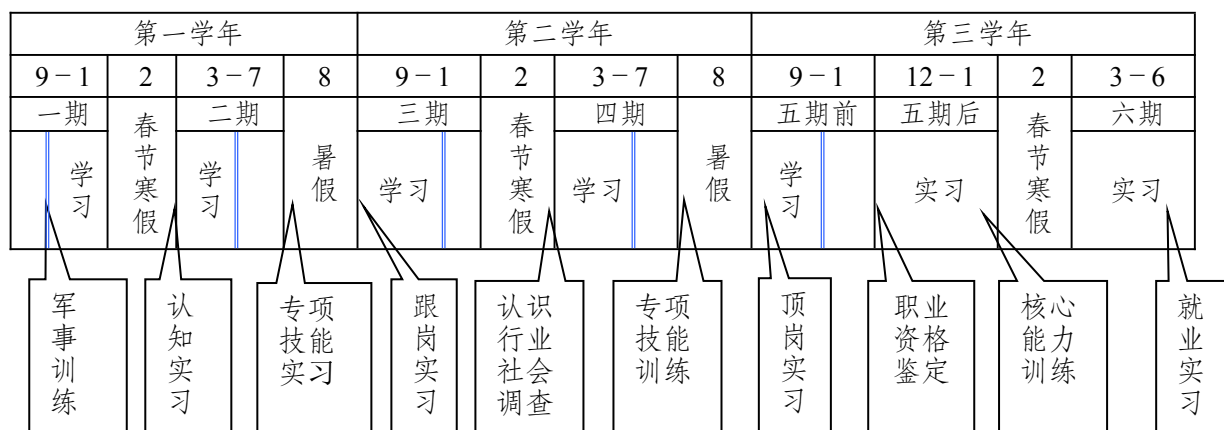 第一学年 第二学年 第三学年
9－1 2 3－7 8 9－1 2 3－7 8 9－1 12－1 2 3－6
一期 春节寒假 二期 暑假 三期 春节寒假 四期 暑假 五期前 五期后 春节寒假 六期
学习 学习 学习 学习 学习 实习 实习
军事训练
认知实习
专项技能实习
跟岗实习
认识行业社会调查
专项技能训练
顶岗实习
职业资格鉴定
核心能力训练
就业实习